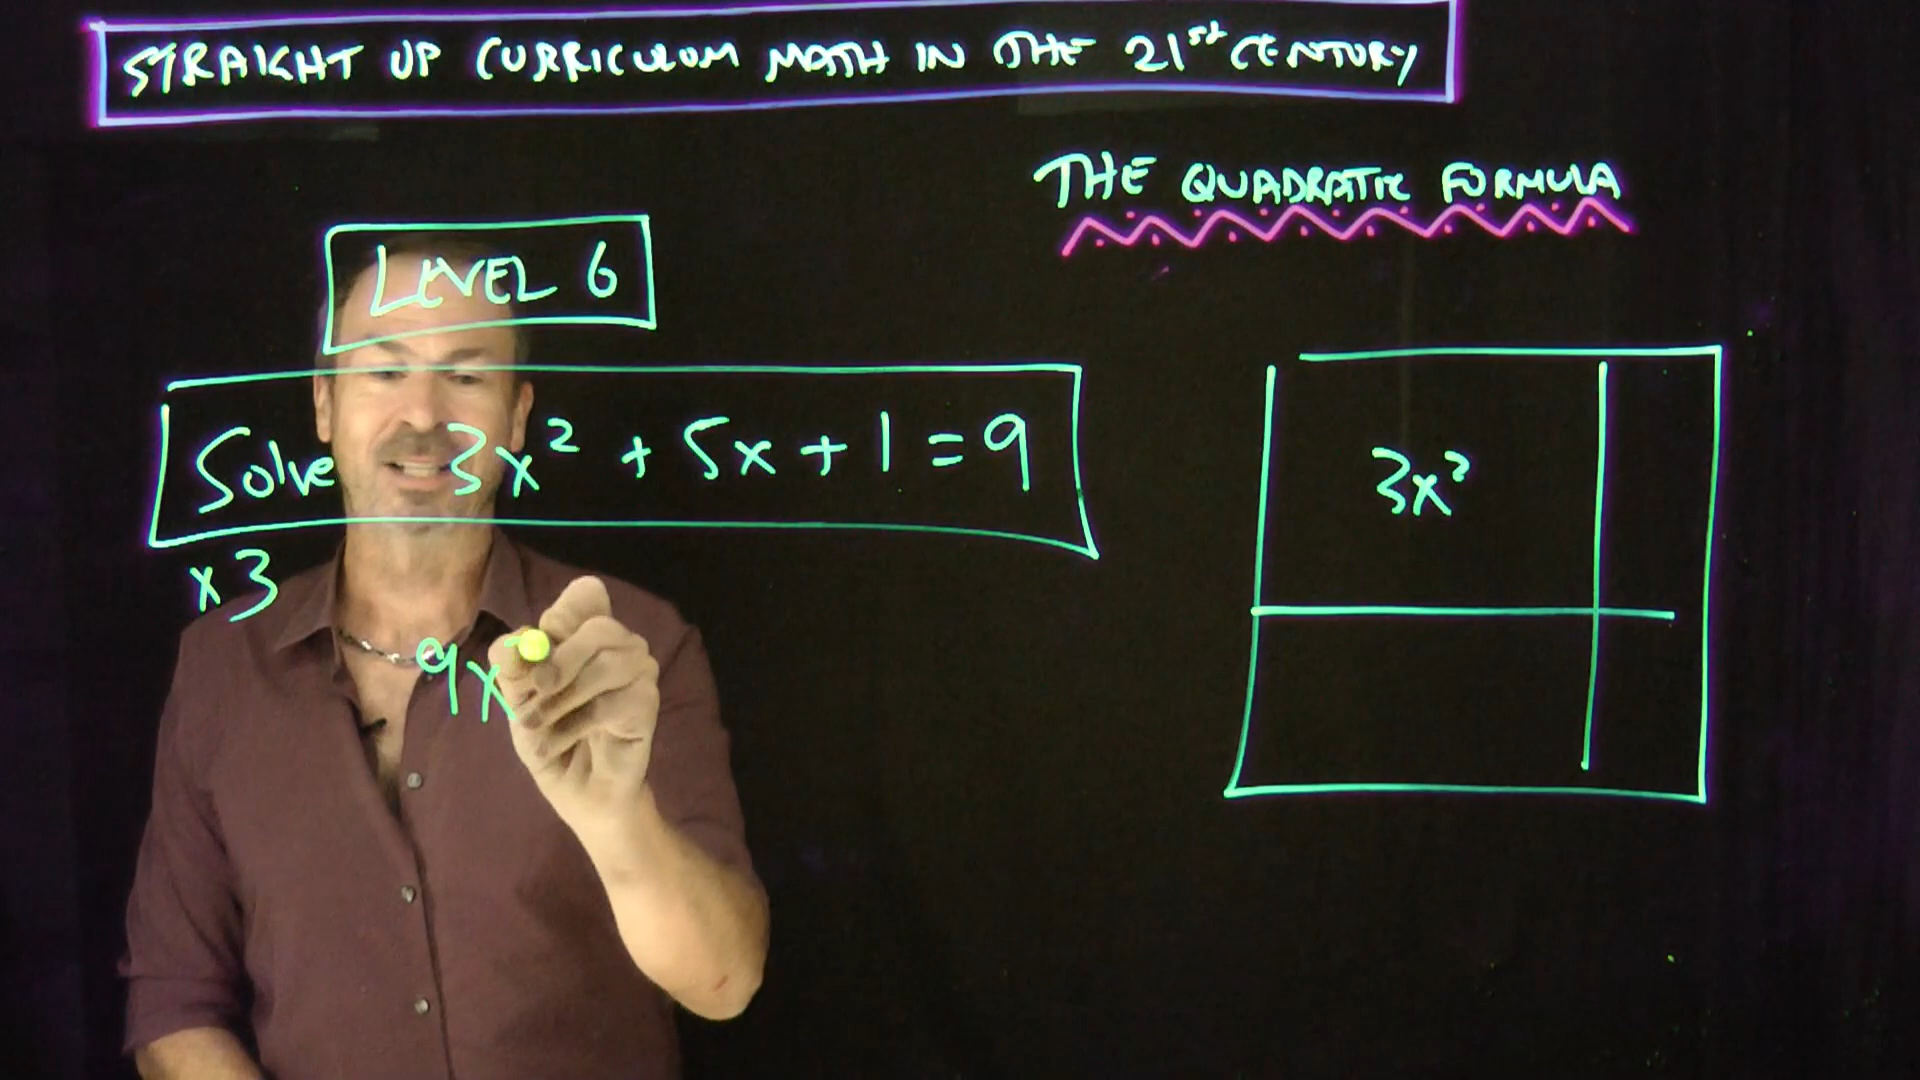 STRAIGHT UP CURRICULUM MATH IN THE 21st CENTURY
THE QUADRATIC FORMULA
LEVEL 6
Solve 3x² + 5x + 1 = 9
x3
9x
3x²